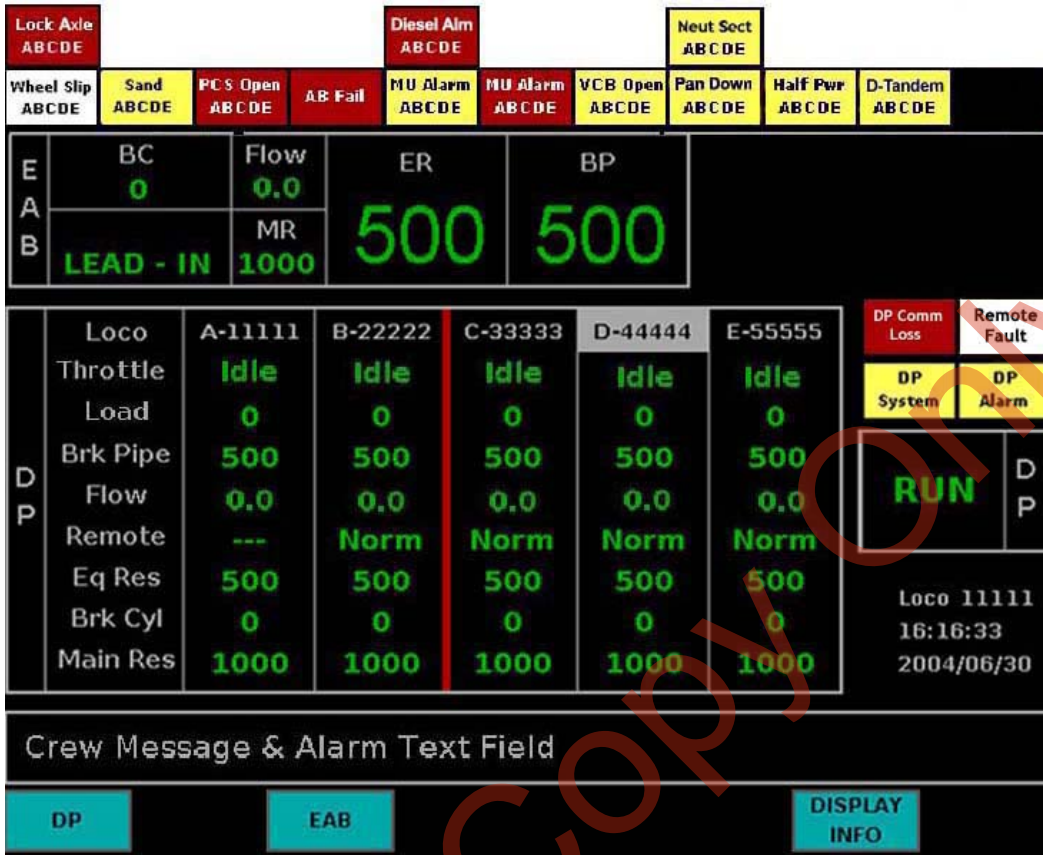 Lock Axle Diesel Alm Neut Sect
ABCDE ABCDE ABCDE
Wheel Slip Sand PCS Open AB Fail MU Alarm MU Alarm VCB Open Pan Down Half Pwr D-Tandem
ABCDE ABCDE ABCDE ABCDE ABCDE ABCDE ABCDE ABCDE ABCDE
EAB
BC Flow ER BP
0 0.0 500 500
MR
LEAD - IN 1000
DP
Loco A-11111 B-22222 C-33333 D-44444 E-55555
Throttle Idle Idle Idle Idle Idle
Load 0 0 0 0 0
Brk Pipe 500 500 500 500 500
Flow 0.0 0.0 0.0 0.0 0.0
Remote --- Norm Norm Norm Norm
Eq Res 500 500 500 500 500
Brk Cyl 0 0 0 0 0
Main Res 1000 1000 1000 1000 1000
DP Comm Remote
Loss Fault
DP DP
System Alarm
RUN DP
Loco 11111
16:16:33
2004/06/30
Crew Message & Alarm Text Field
DP EAB DISPLAY
INFO
Copy Only